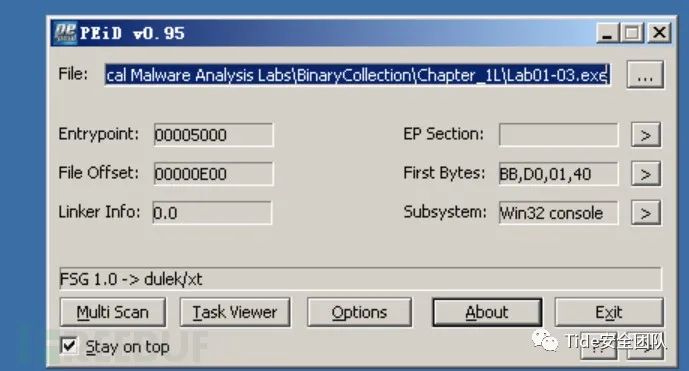 PEiD v0.95
File: cal Malware Analysis Labs\BinaryCollection\Chapter_1L\Lab01-03.exe ...
Entrypoint: 00005000 EP Section: >
File Offset: 00000E00 First Bytes: BB,D0,01,40 >
Linker Info: 0.0 Subsystem: Win32 console >
FSG 1.0 -> dulek/xt
Multi Scan Task Viewer Options About Exit
Stay on top Tide安全团队